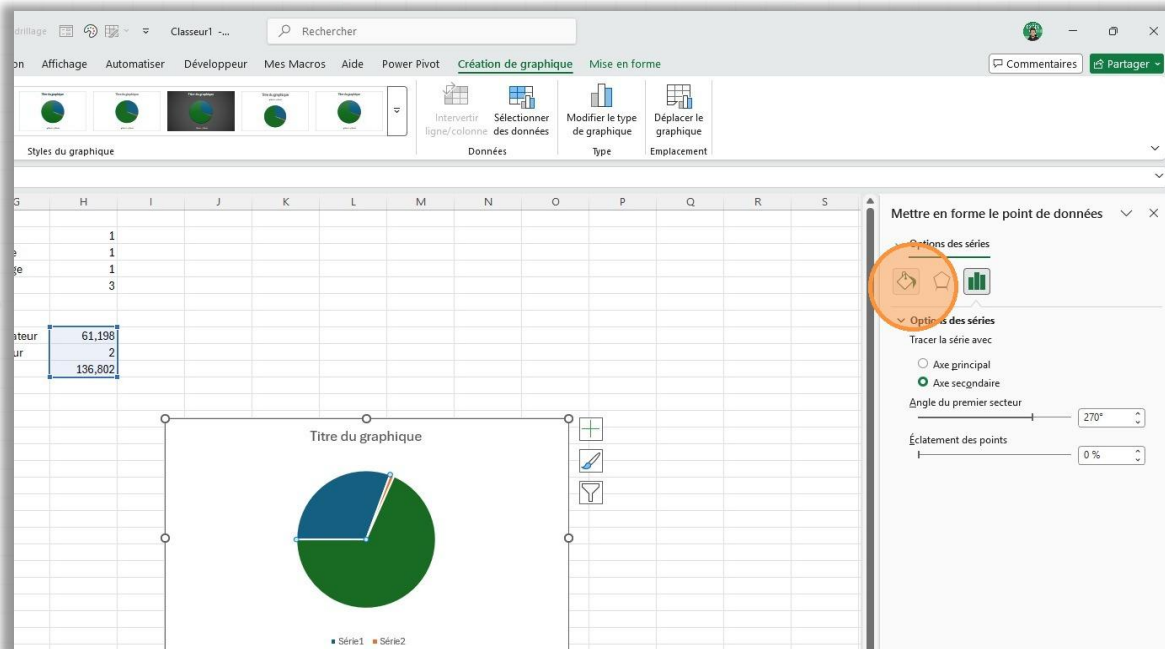 drillage Classeur1 -... Rechercher
on Affichage Automatiser Développeur Mes Macros Aide Power Pivot Création de graphique Mise en forme Commentaires Partager
Intervertir Sélectionner Modifier le type Déplacer le
ligne/colonne des données de graphique graphique
Styles du graphique Données Type Emplacement
G H I J K L M N O P Q R S
Mettre en forme le point de données
Options des séries
1
e 1
ge 1
3
Options des séries
Tracer la série avec
ateur 61,198
ur 2
136,802
Axe principal
Axe secondaire
Angle du premier secteur
270°
Éclatement des points
0 %
Titre du graphique
Série1 Série2